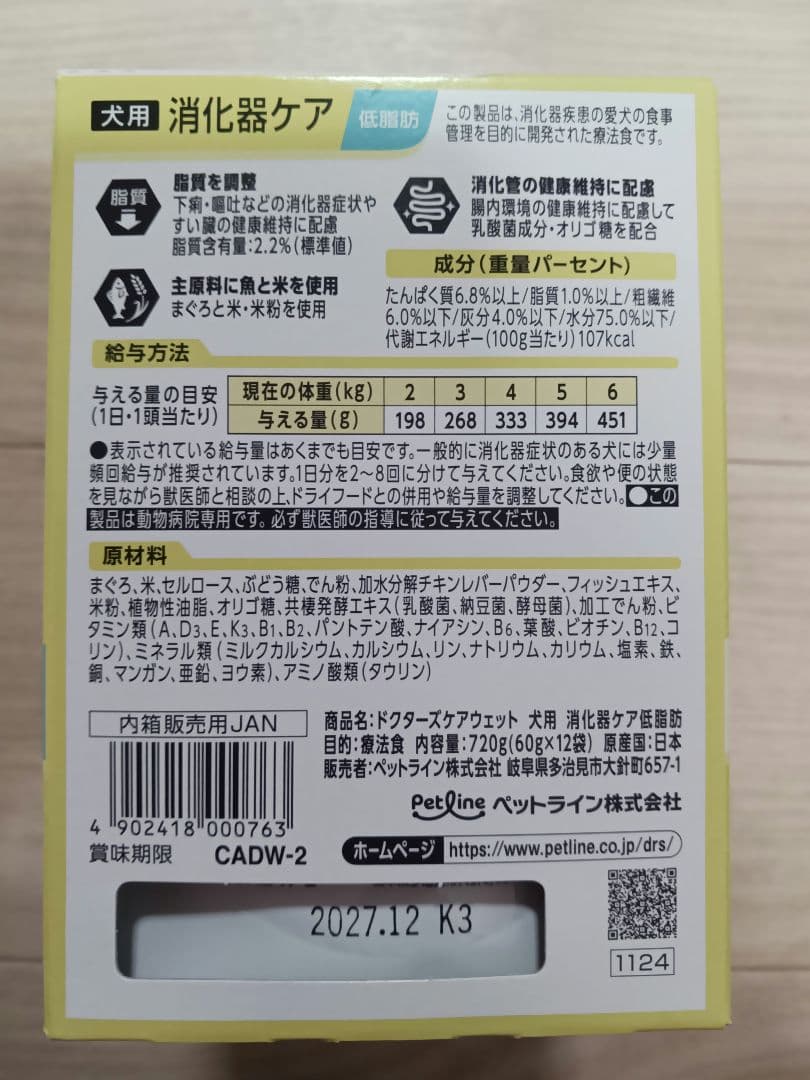 犬用 消化器ケア 低脂肪
この製品は、消化器疾患の愛犬の食事
管理を目的に開発された療法食です。
脂質
脂質を調整
下痢・嘔吐などの消化器症状や
すい臓の健康維持に配慮
脂質含有量:2.2%(標準値)
主原料に魚と米を使用
まぐろと米・米粉を使用
消化管の健康維持に配慮
腸内環境の健康維持に配慮して
乳酸菌成分・オリゴ糖を配合
成分(重量パーセント)
たんぱく質6.8%以上/脂質1.0%以上/粗繊維
6.0%以下/灰分4.0%以下/水分75.0%以下/
代謝エネルギー(100g当たり)107kcal
給与方法
与える量の目安
(1日・1頭当たり)
現在の体重(kg) 2 3 4 5 6
与える量(g) 198 268 333 394 451
●表示されている給与量はあくまでも目安です。一般的に消化器症状のある犬には少量
頻回給与が推奨されています。1日分を2〜8回に分けて与えてください。食欲や便の状態
を見ながら獣医師と相談の上、ドライフードとの併用や給与量を調整してください。●この
製品は動物病院専用です。必ず獣医師の指導に従って与えてください。
原材料
まぐろ、米、セルロース、ぶどう糖、でん粉、加水分解チキンレバーパウダー、フィッシュエキス、
米粉、植物性油脂、オリゴ糖、共棲発酵エキス(乳酸菌、納豆菌、酵母菌)、加工でん粉、ビ
タミン類(A、D3、E、K3、B1、B2、パントテン酸、ナイアシン、B6、葉酸、ビオチン、B12、コ
リン)、ミネラル類(ミルクカルシウム、カルシウム、リン、ナトリウム、カリウム、塩素、鉄、
銅、マンガン、亜鉛、ヨウ素)、アミノ酸類(タウリン)
内箱販売用JAN
4 902418 000763
賞味期限 CADW-2
商品名:ドクターズケアウェット 犬用 消化器ケア低脂肪
目的:療法食 内容量:720g(60g×12袋) 原産国:日本
販売者:ペットライン株式会社 岐阜県多治見市大針町657-1
Petline ペットライン株式会社
ホームページ https://www.petline.co.jp/drs/
2027.12 K3
1124